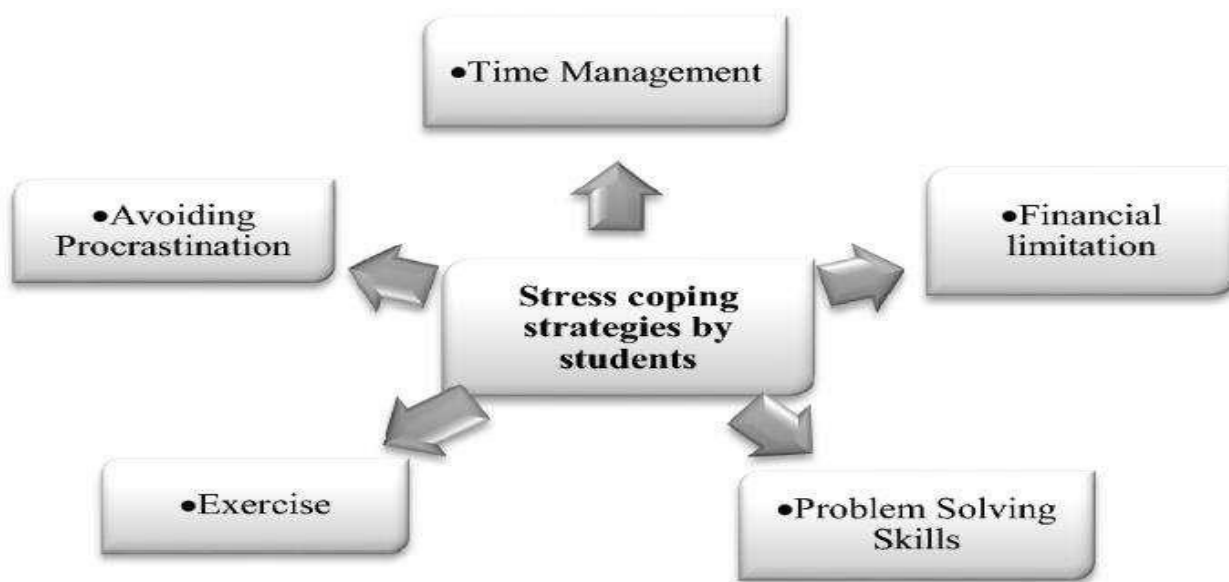 •Time Management
•Avoiding
Procrastination
•Financial
limitation
Stress coping
strategies by
students
•Exercise
•Problem Solving
Skills